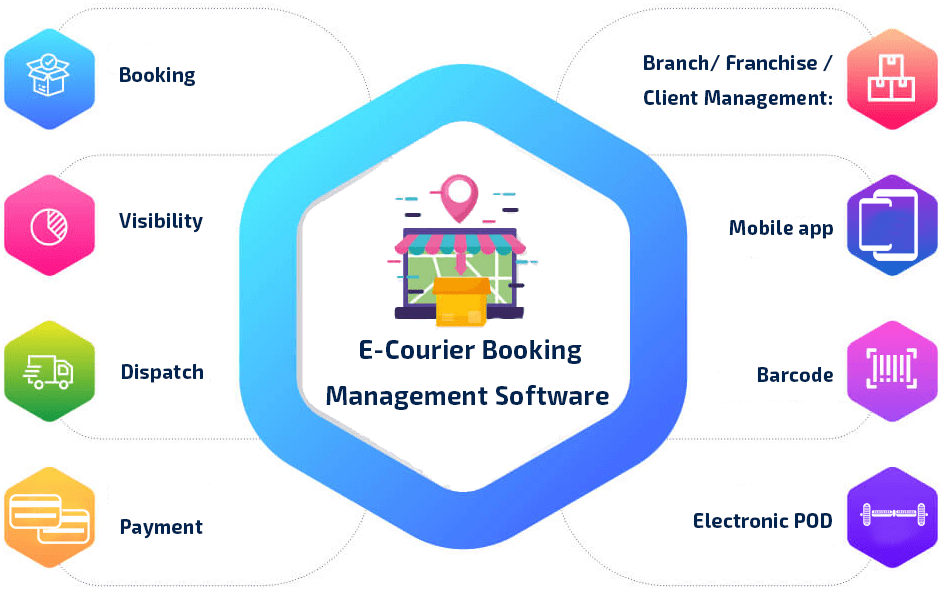 Booking
Visibility
Dispatch
Payment
E-Courier Booking
Management Software
Branch/ Franchise /
Client Management:
Mobile app
Barcode
Electronic POD